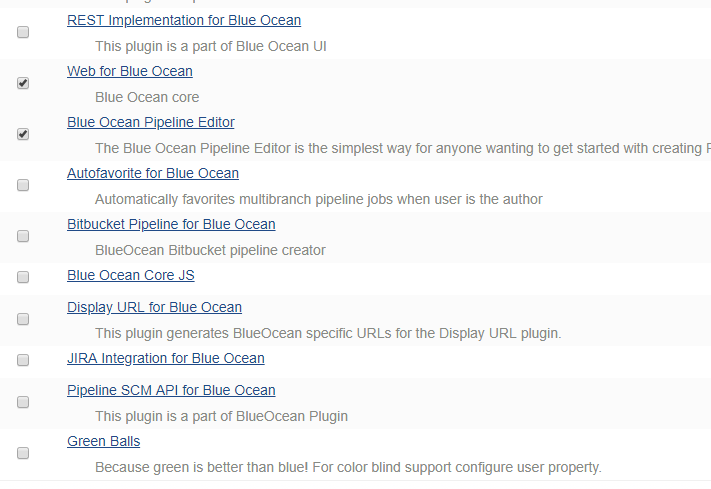 REST Implementation for Blue Ocean
This plugin is a part of Blue Ocean UI
Web for Blue Ocean
Blue Ocean core
Blue Ocean Pipeline Editor
The Blue Ocean Pipeline Editor is the simplest way for anyone wanting to get started with creating
Autofavorite for Blue Ocean
Automatically favorites multibranch pipeline jobs when user is the author
Bitbucket Pipeline for Blue Ocean
BlueOcean Bitbucket pipeline creator
Blue Ocean Core JS
Display URL for Blue Ocean
This plugin generates BlueOcean specific URLs for the Display URL plugin.
JIRA Integration for Blue Ocean
Pipeline SCM API for Blue Ocean
This plugin is a part of BlueOcean Plugin
Green Balls
Because green is better than blue! For color blind support configure user property.